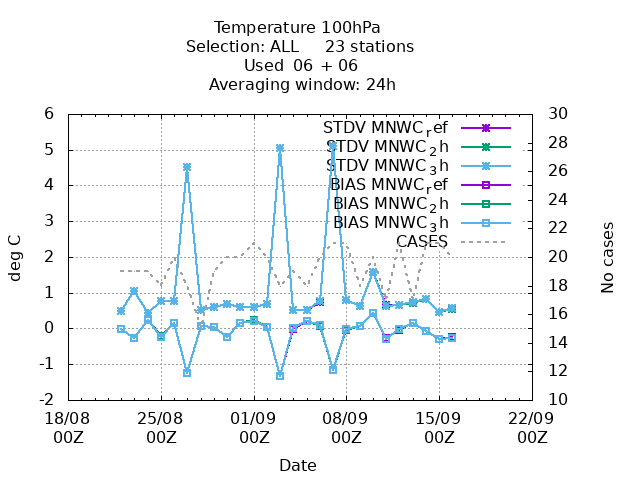 Temperature 100hPa
Selection: ALL 23 stations
Used 06 + 06
Averaging window: 24h
6
5
4
3
2
1
0
-1
-2
deg C
30
28
26
24
22
20
18
16
14
12
10
No cases
STDV MNWC_ref
STDV MNWC_2h
STDV MNWC_3h
BIAS MNWC_ref
BIAS MNWC_2h
BIAS MNWC_3h
CASES
18/08 25/08 01/09 08/09 15/09 22/09
00Z 00Z 00Z 00Z 00Z 00Z
Date